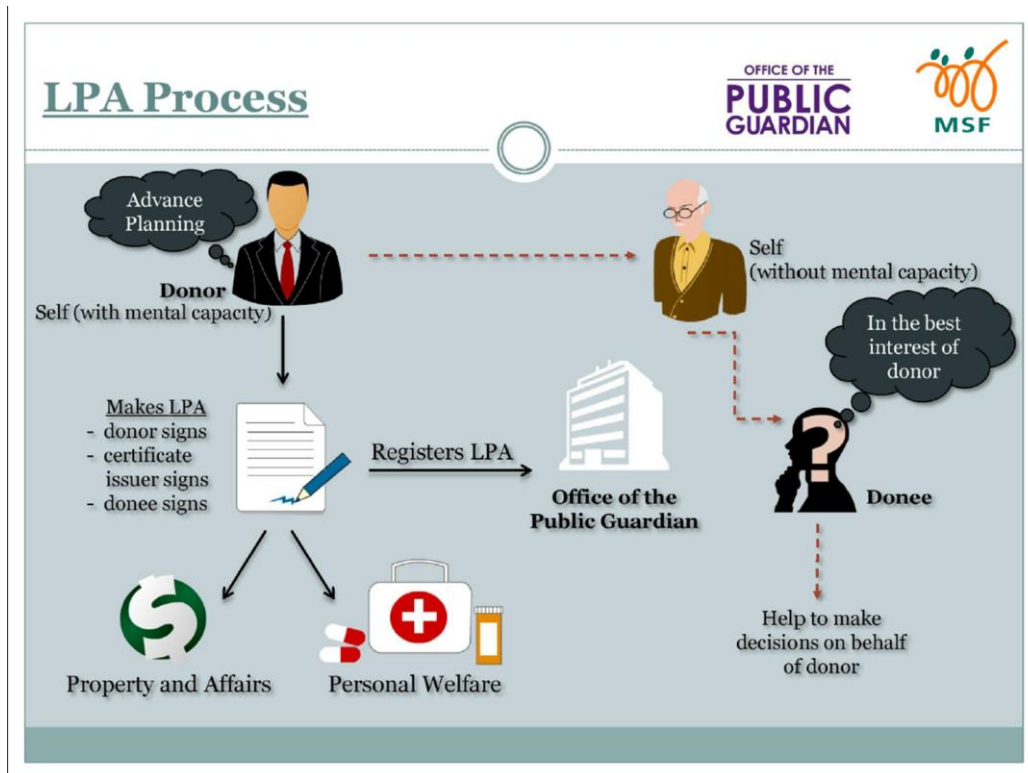 LPA Process
OFFICE OF THE
PUBLIC
GUARDIAN
MSF
Advance
Planning
Donor
Self (with mental capacity)
Self
(without mental capacity)
In the best
interest of
donor
Makes LPA
- donor signs
- certificate
issuer signs
- donee signs
Registers LPA
Office of the
Public Guardian
Donee
Property and Affairs
Personal Welfare
Help to make
decisions on behalf
of donor